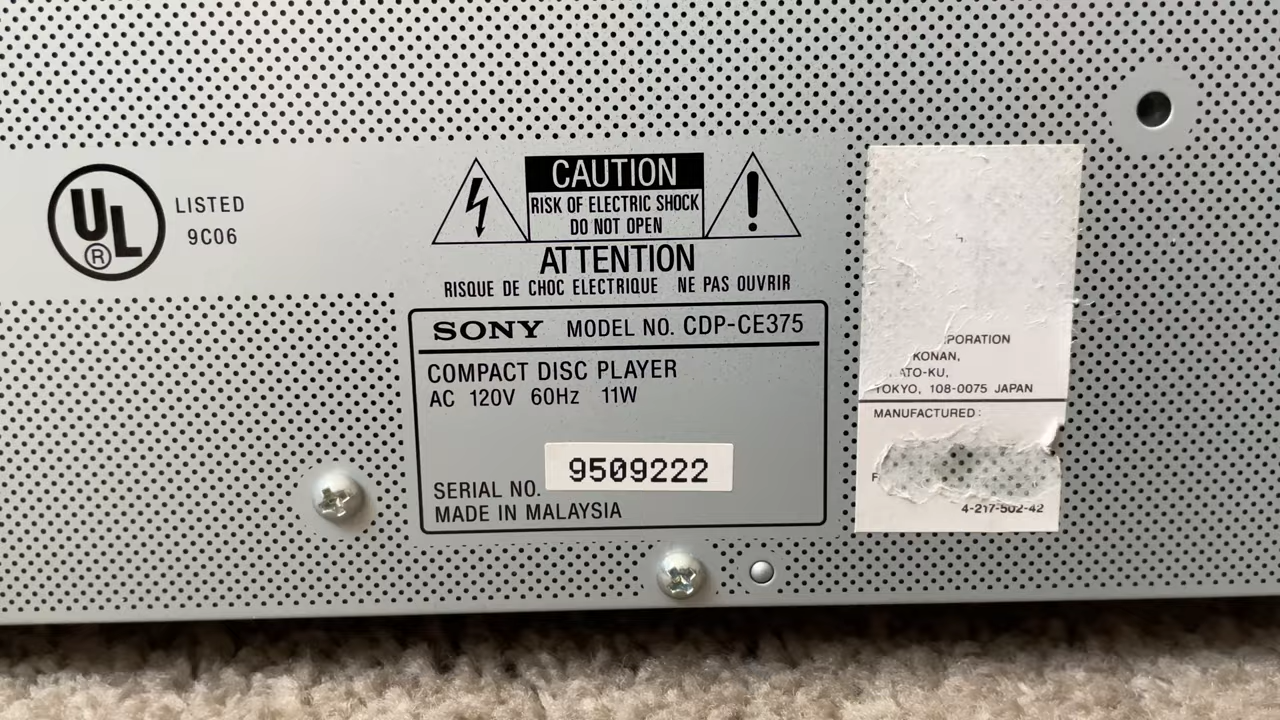 UL
®
LISTED
9C06
CAUTION
RISK OF ELECTRIC SHOCK
DO NOT OPEN
ATTENTION
RISQUE DE CHOC ELECTRIQUE NE PAS OUVRIR
SONY MODEL NO. CDP-CE375
COMPACT DISC PLAYER
AC 120V 60Hz 11W
9509222
SERIAL NO.
MADE IN MALAYSIA
KONAN,
TOKYO, 108-0075 JAPAN
MANUFACTURED:
4-217-502-42